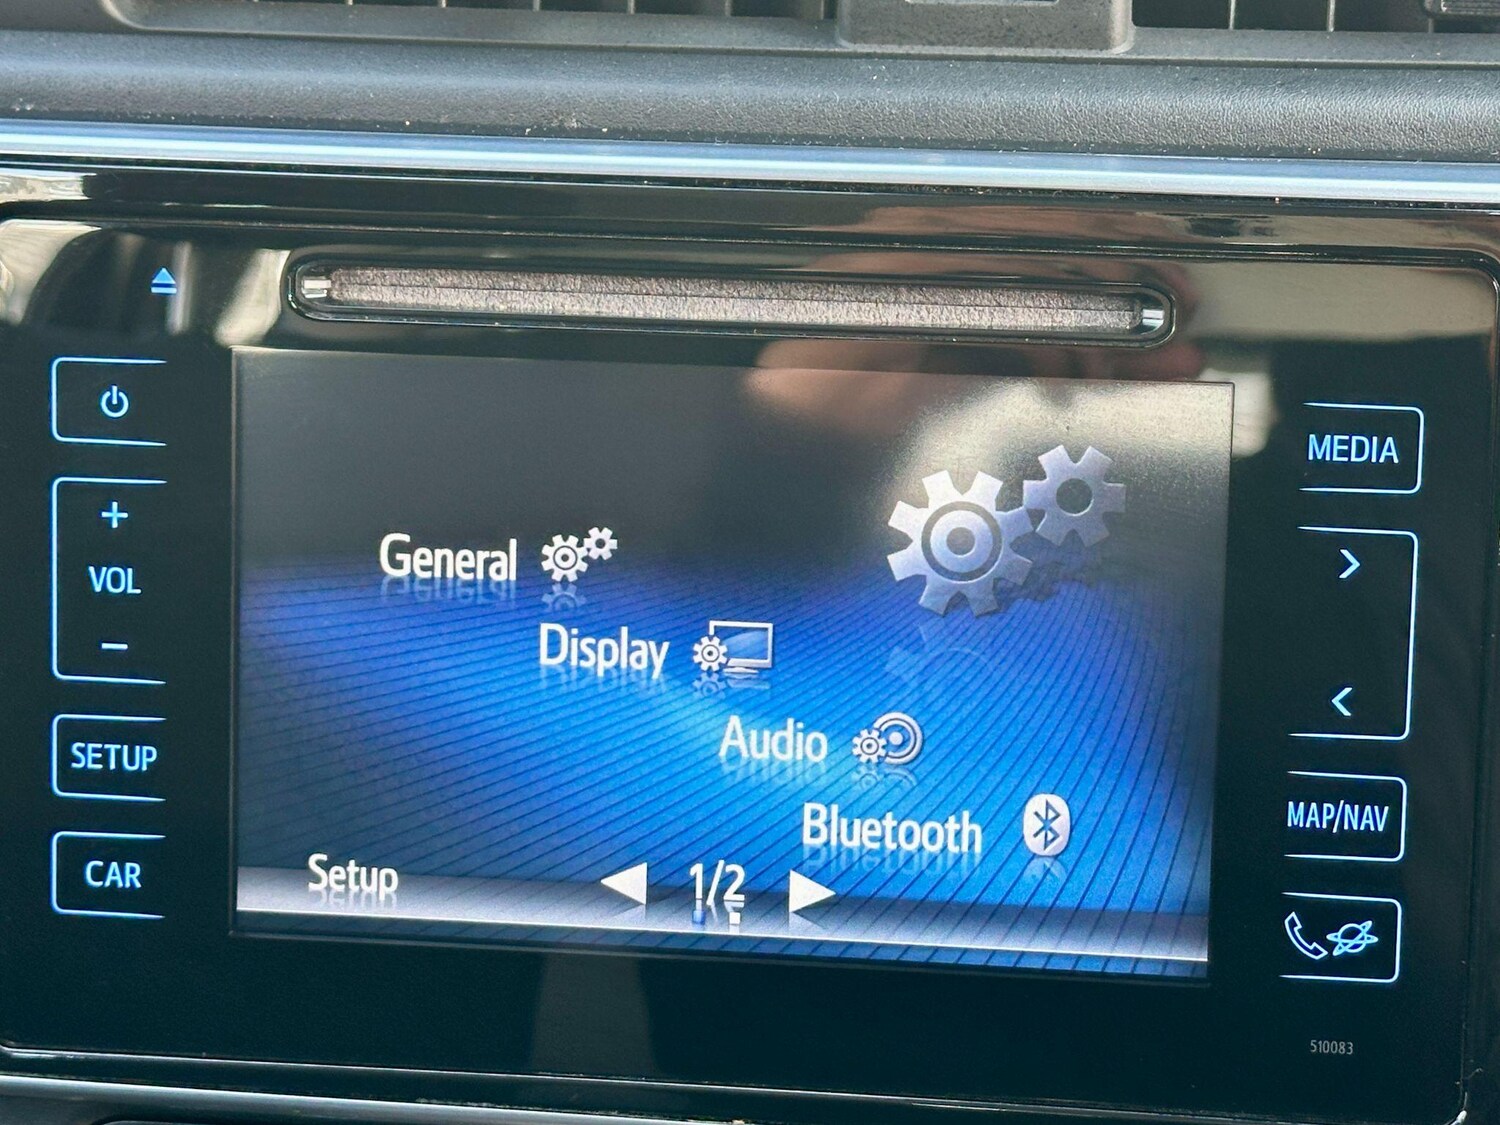 +
VOL
−
SETUP
CAR
General
Display
Audio
Bluetooth
Setup
1/2
MEDIA
>
<
MAP/NAV
510083